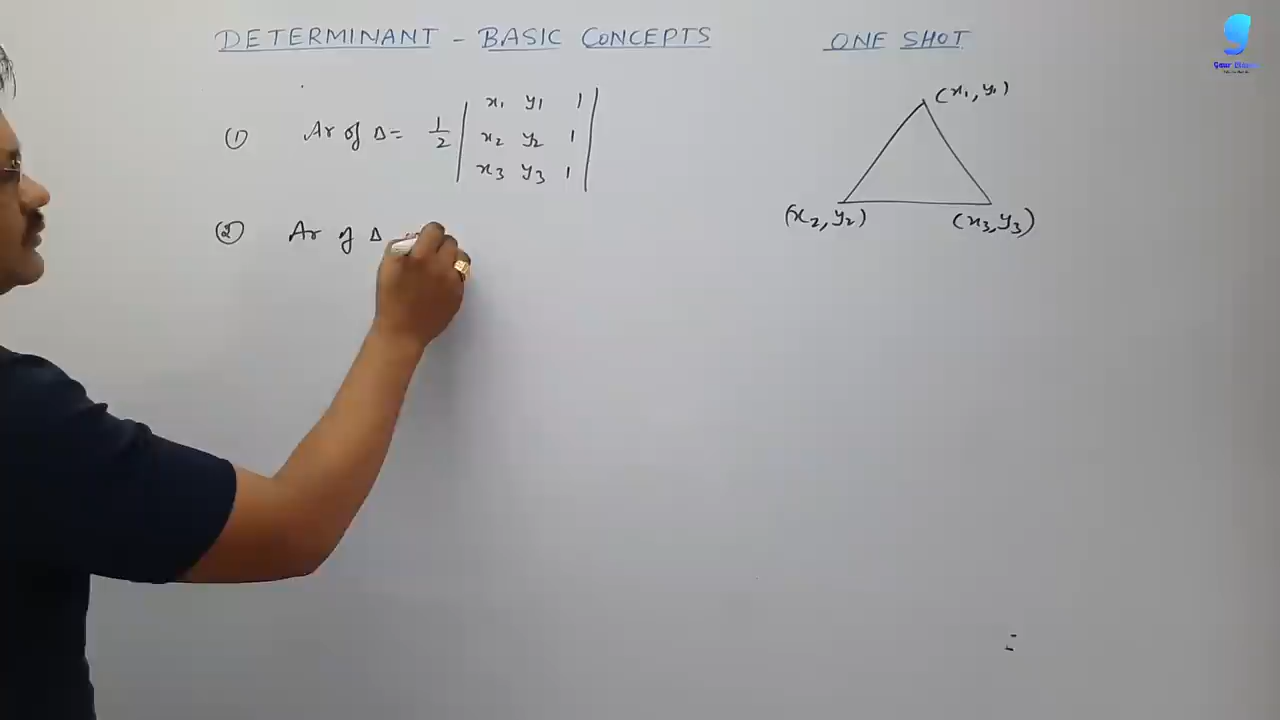 DETERMINANT - BASIC CONCEPTS ONE SHOT
(x₁, y₁)
① Ar of Δ = 1/2 | x₁ y₁ 1 |
| x₂ y₂ 1 |
| x₃ y₃ 1 |
(x₂, y₂) (x₃, y₃)
② Ar of Δ